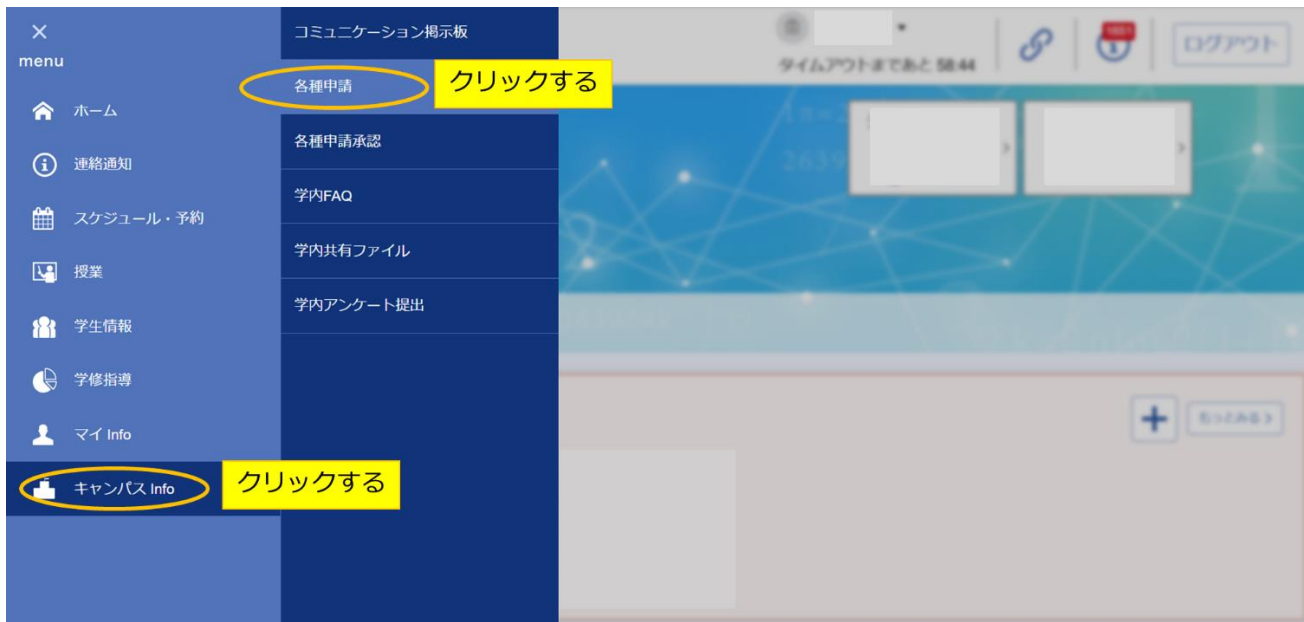 menu
ホーム
連絡通知
スケジュール・予約
授業
学生情報
学修指導
マイ Info
キャンパス Info
クリックする
コミュニケーション掲示板
各種申請
クリックする
各種申請承認
学内FAQ
学内共有ファイル
学内アンケート提出
タイムアウトまであと 58:44
ログアウト
もっとみる